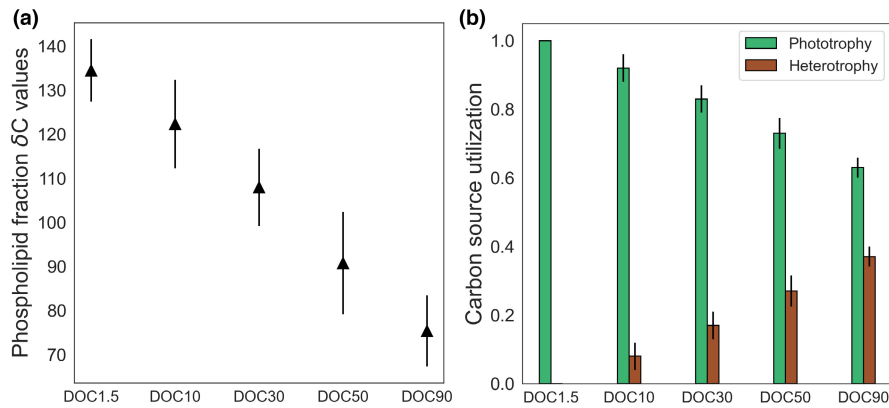 (a)
Phospholipid fraction δC values
140
130
120
110
100
90
80
70
DOC1.5 DOC10 DOC30 DOC50 DOC90
(b)
Carbon source utilization
1.0
0.8
0.6
0.4
0.2
0.0
Phototrophy
Heterotrophy
DOC1.5 DOC10 DOC30 DOC50 DOC90